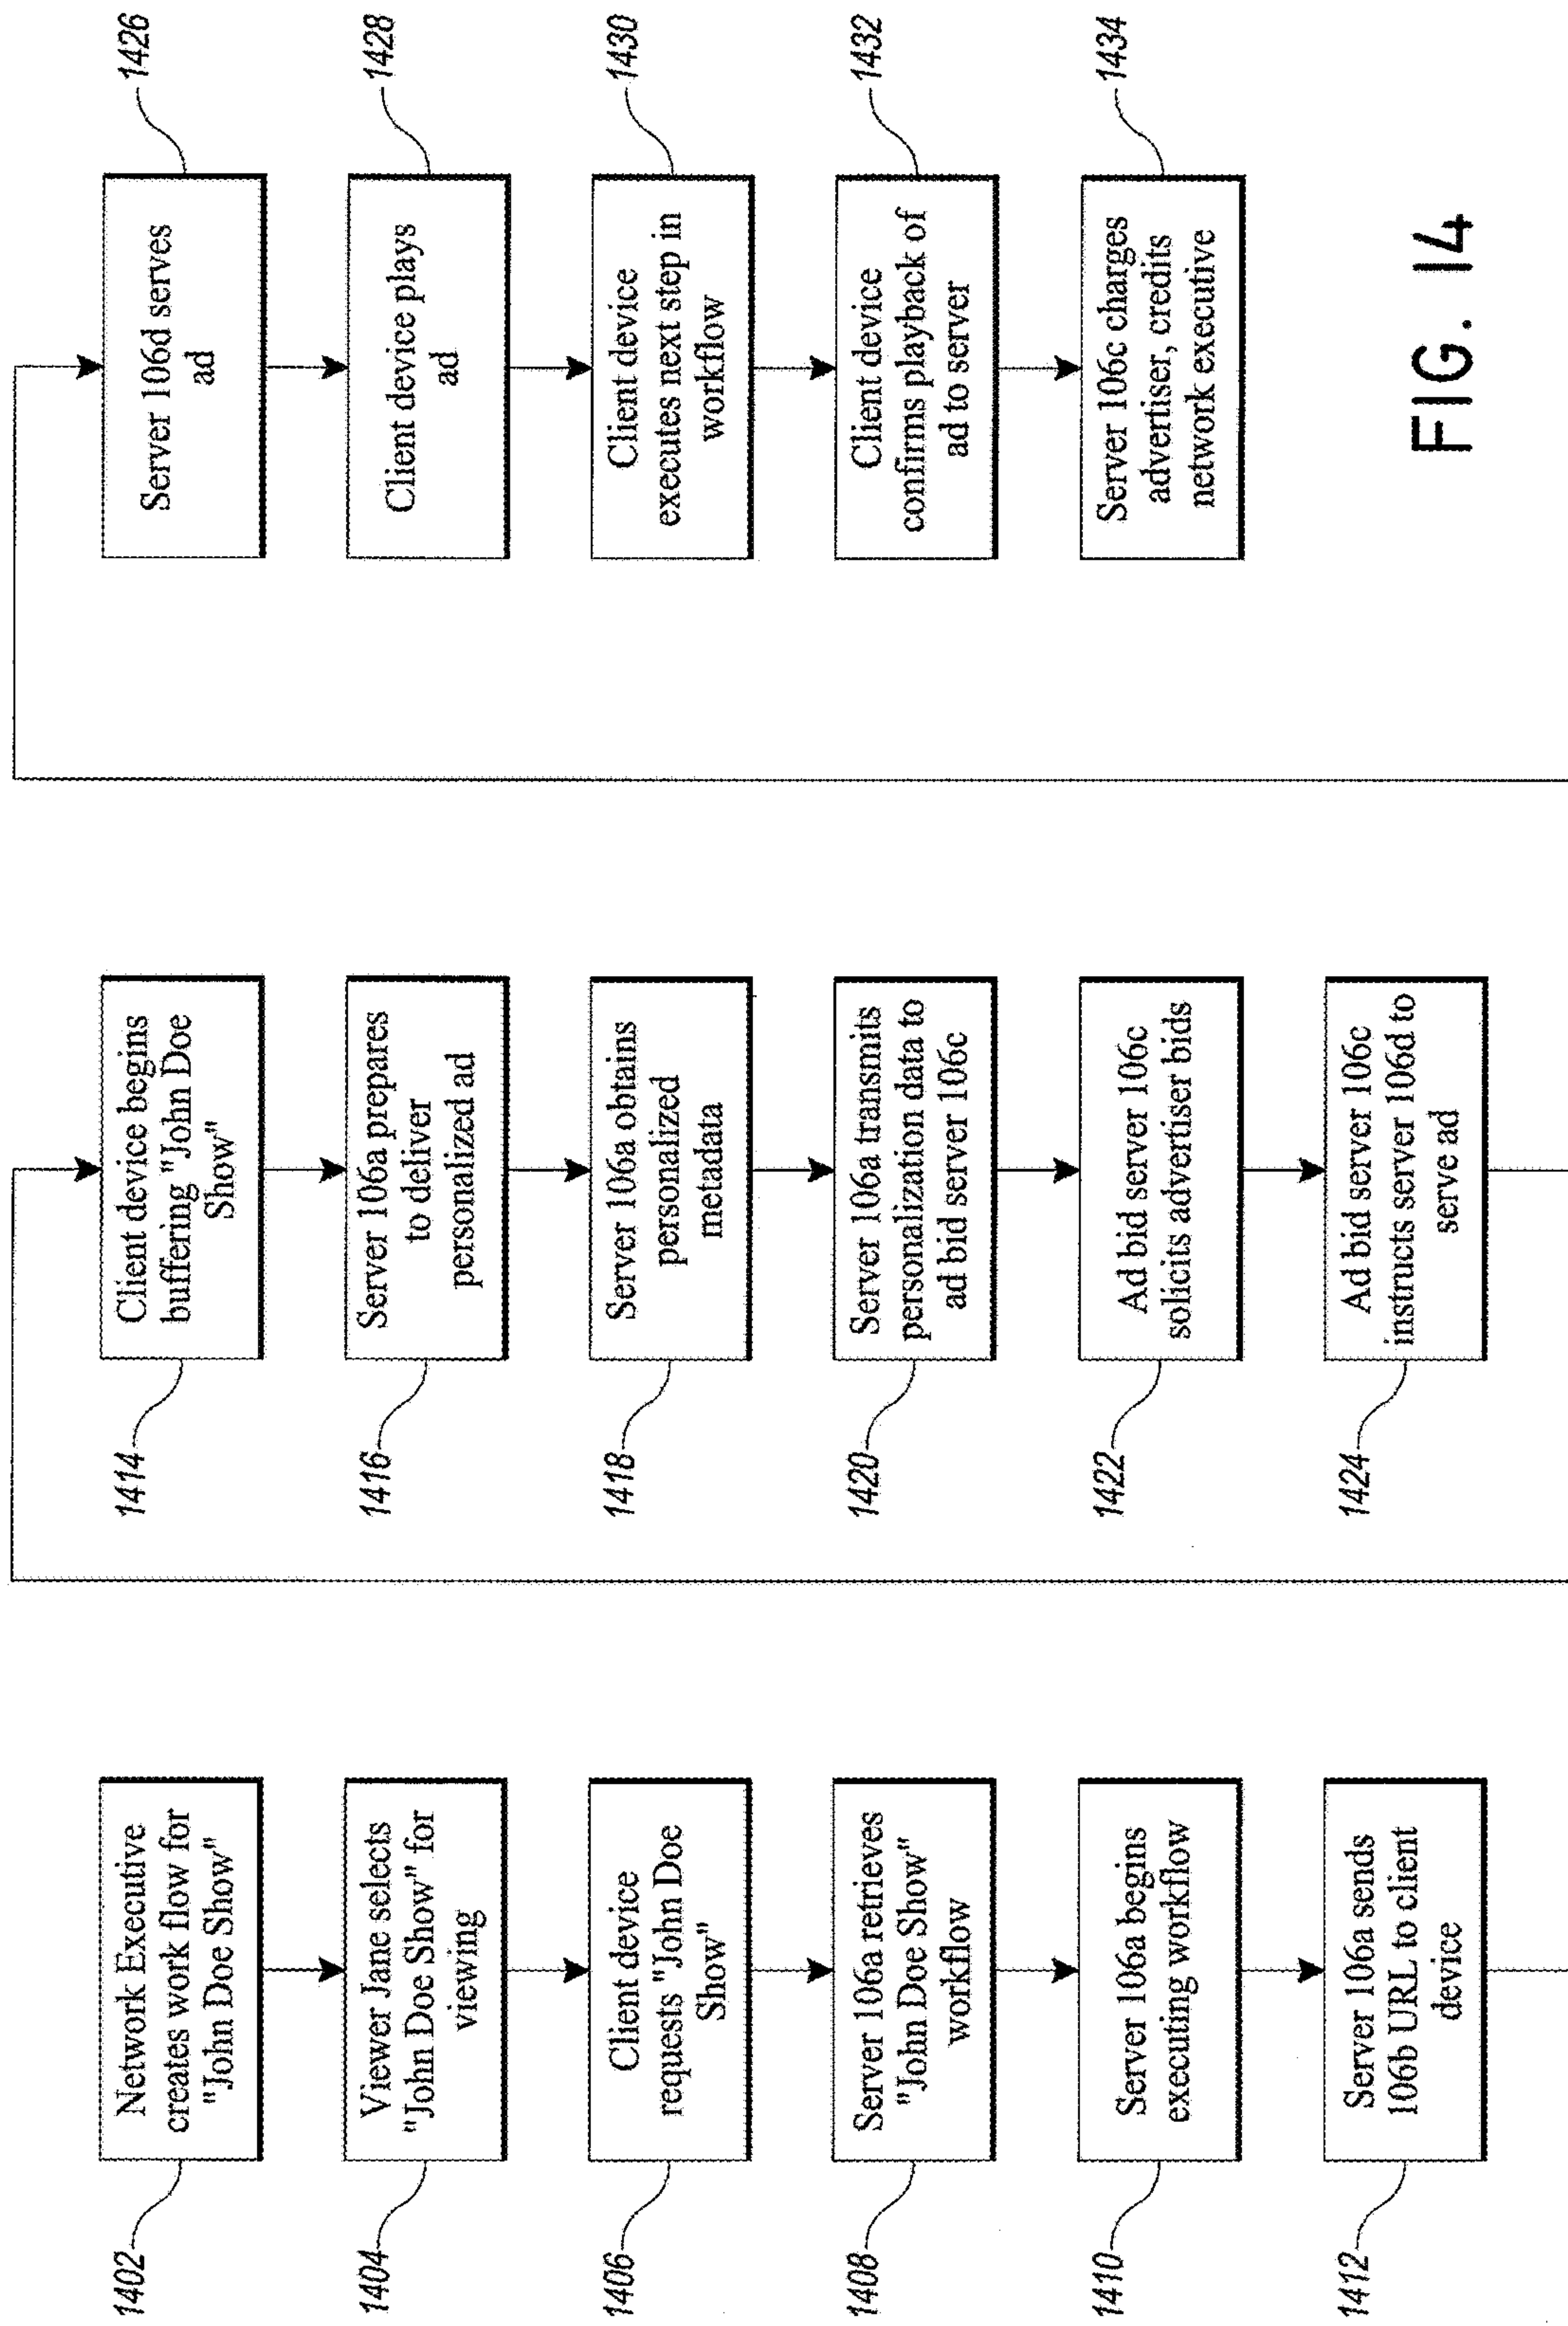 1402
Network Executive
creates work flow for
"John Doe Show"
1404
Viewer Jane selects
"John Doe Show" for
viewing
1406
Client device
requests "John Doe
Show"
1408
Server 106a retrieves
"John Doe Show"
workflow
1410
Server 106a begins
executing workflow
1412
Server 106a sends
106b URL to client
device
1414
Client device begins
buffering "John Doe
Show"
1416
Server 106a prepares
to deliver
personalized ad
1418
Server 106a obtains
personalized
metadata
1420
Server 106a transmits
personalization data to
ad bid server 106c
1422
Ad bid server 106c
solicits advertiser bids
1424
Ad bid server 106c
instructs server 106d to
serve ad
1426
Server 106d serves
ad
1428
Client device plays
ad
1430
Client device
executes next step in
workflow
1432
Client device
confirms playback of
ad to server
1434
Server 106c charges
advertiser, credits
network executive
FIG. 14